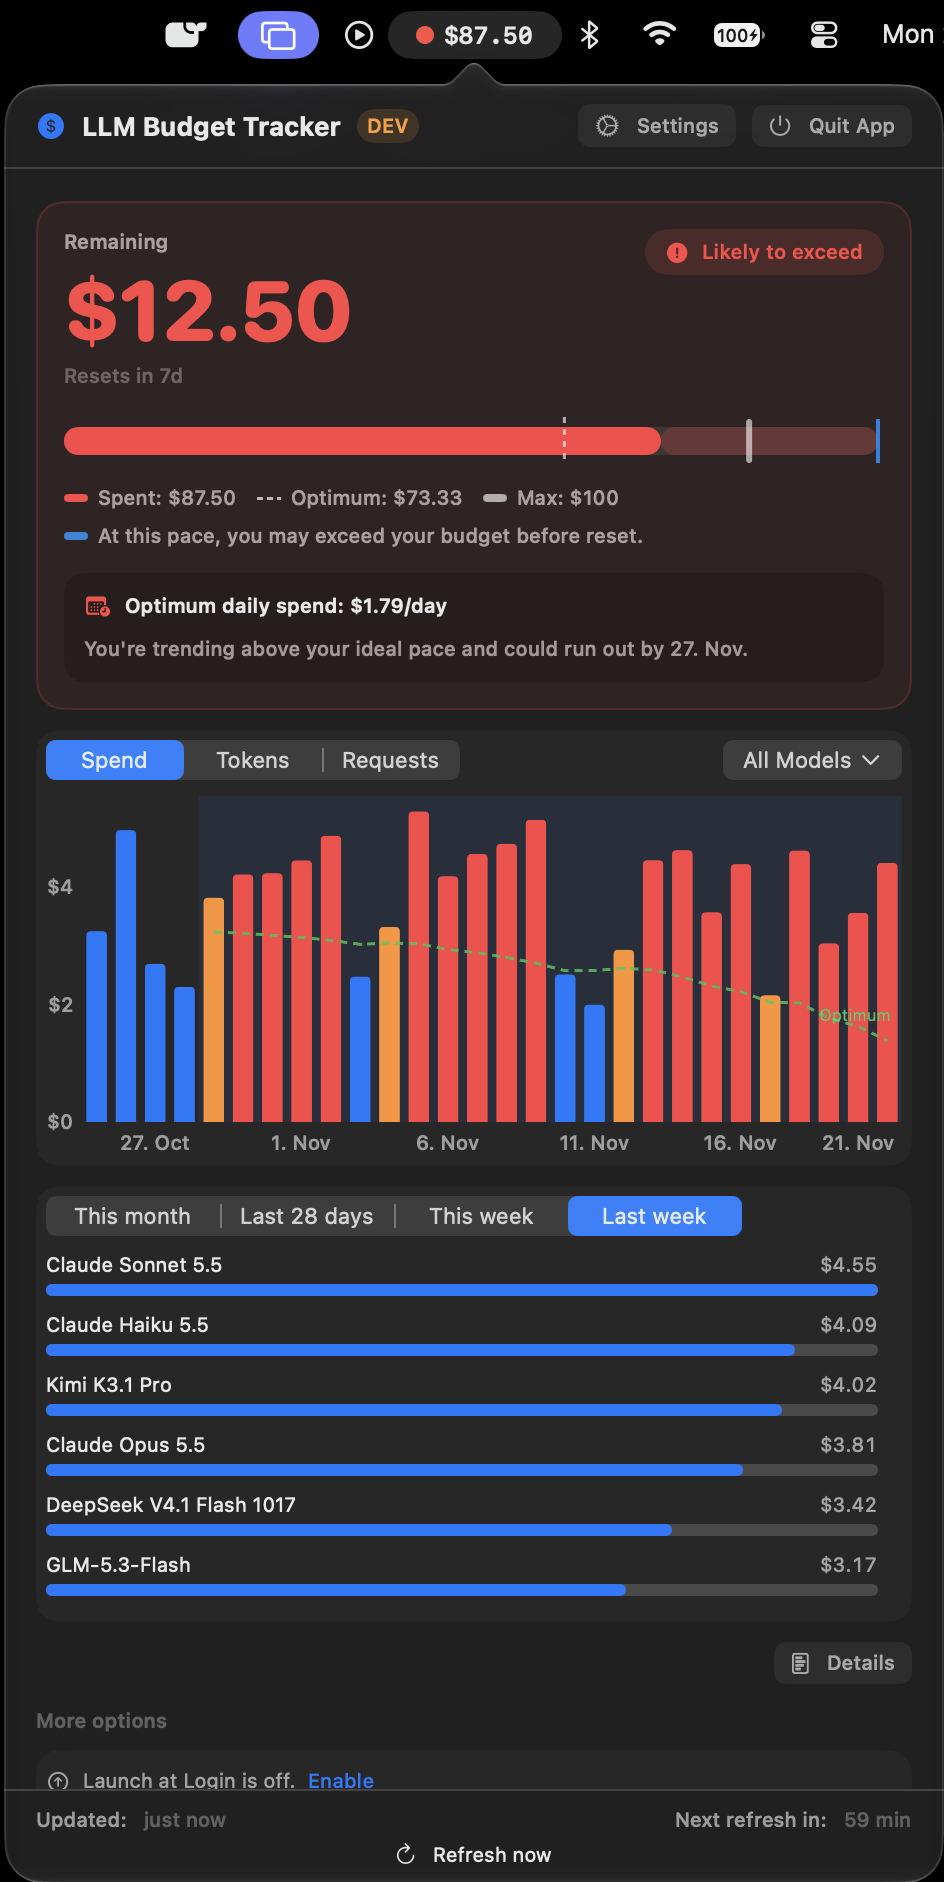 $87.50
100
Mon
$ LLM Budget Tracker DEV
Settings
Quit App
Remaining
Likely to exceed
$12.50
Resets in 7d
Spent: $87.50 Optimum: $73.33 Max: $100
At this pace, you may exceed your budget before reset.
Optimum daily spend: $1.79/day
You're trending above your ideal pace and could run out by 27. Nov.
Spend Tokens Requests
All Models
$4
$2
$0
Optimum
27. Oct 1. Nov 6. Nov 11. Nov 16. Nov 21. Nov
This month Last 28 days This week Last week
Claude Sonnet 5.5 $4.55
Claude Haiku 5.5 $4.09
Kimi K3.1 Pro $4.02
Claude Opus 5.5 $3.81
DeepSeek V4.1 Flash 1017 $3.42
GLM-5.3-Flash $3.17
Details
More options
Launch at Login is off. Enable
Updated: just now
Next refresh in: 59 min
Refresh now